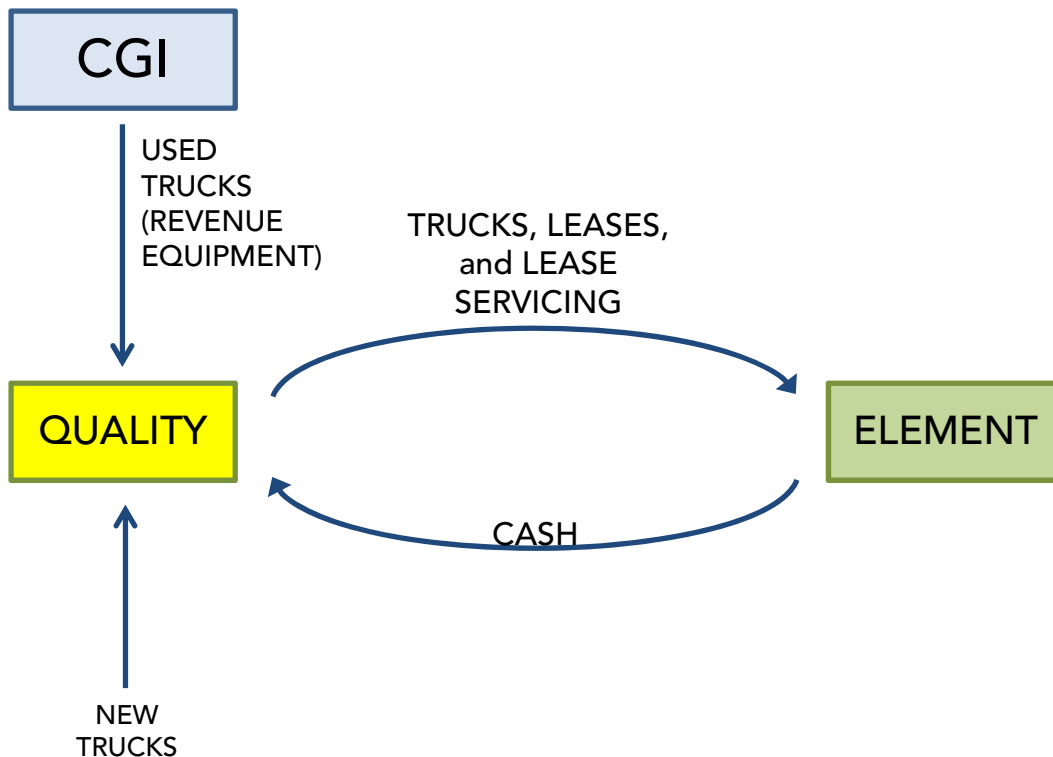 CGI
USED
TRUCKS
(REVENUE
EQUIPMENT)
TRUCKS, LEASES,
and LEASE
SERVICING
QUALITY
ELEMENT
CASH
NEW
TRUCKS